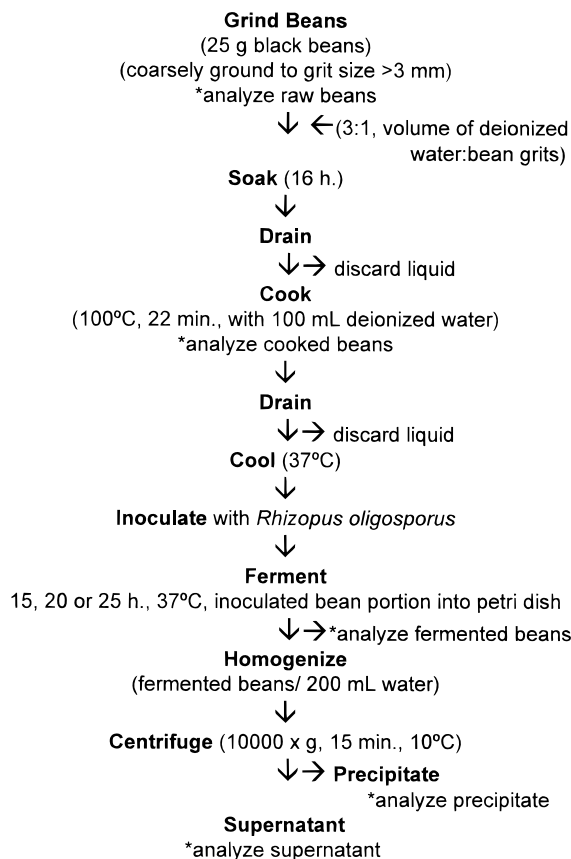 Grind Beans
(25 g black beans)
(coarsely ground to grit size >3 mm)
*analyze raw beans
(3:1, volume of deionized
water:bean grits)
Soak (16 h.)
Drain
discard liquid
Cook
(100ºC, 22 min., with 100 mL deionized water)
*analyze cooked beans
Drain
discard liquid
Cool (37ºC)
Inoculate with Rhizopus oligosporus
Ferment
15, 20 or 25 h., 37ºC, inoculated bean portion into petri dish
*analyze fermented beans
Homogenize
(fermented beans/ 200 mL water)
Centrifuge (10000 x g, 15 min., 10ºC)
Precipitate
*analyze precipitate
Supernatant
*analyze supernatant